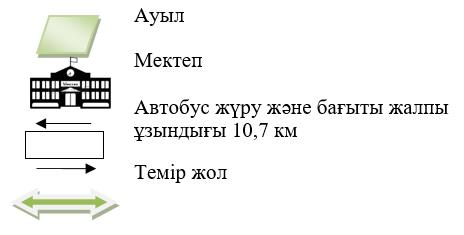 Ауыл
Мектеп
Автобус жүру және бағыты жалпы
ұзындығы 10,7 км
Темір жол